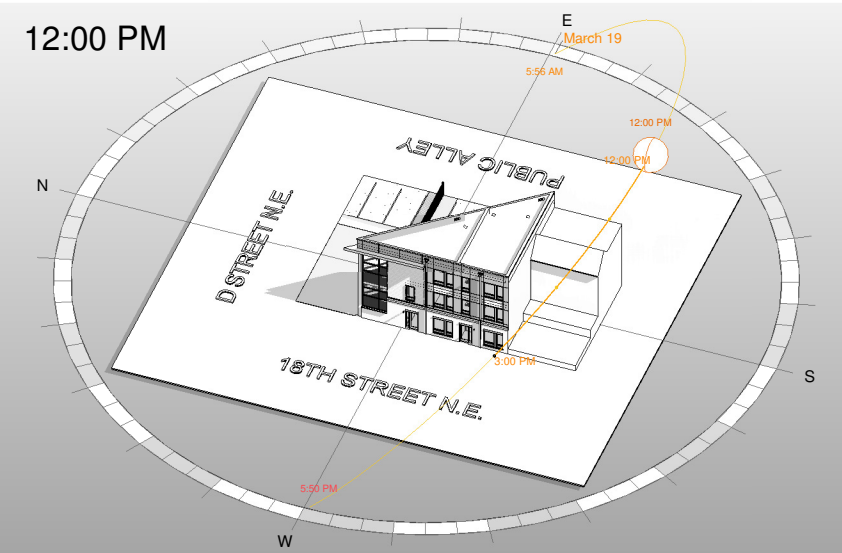 12:00 PM
E
March 19
5:56 AM
12:00 PM
12:00 PM
PUBLIC ALLEY
N
D STREET N.E.
3:00 PM
18TH STREET N.E.
S
5:50 PM
W